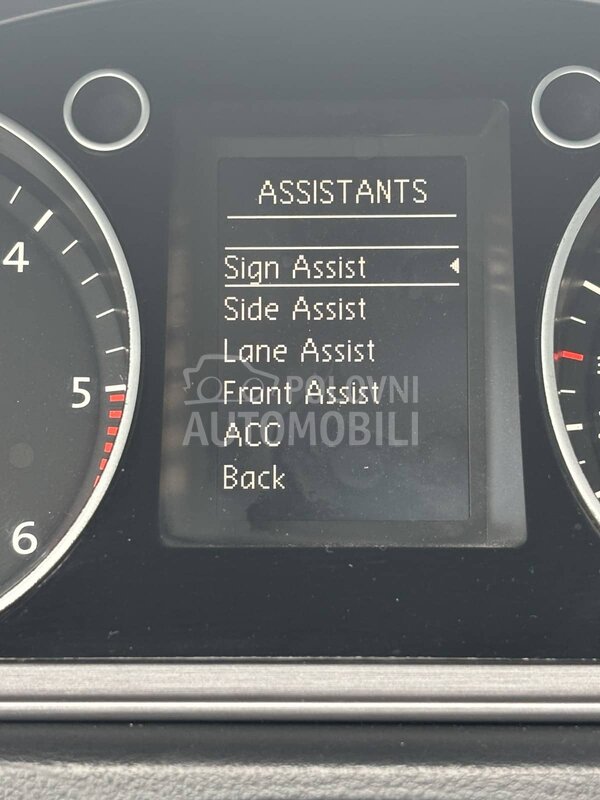 ASSISTANTS
Sign Assist
Side Assist
Lane Assist
Front Assist
ACC
Back
4
5
6
POLOVNI
AUTOMOBILI